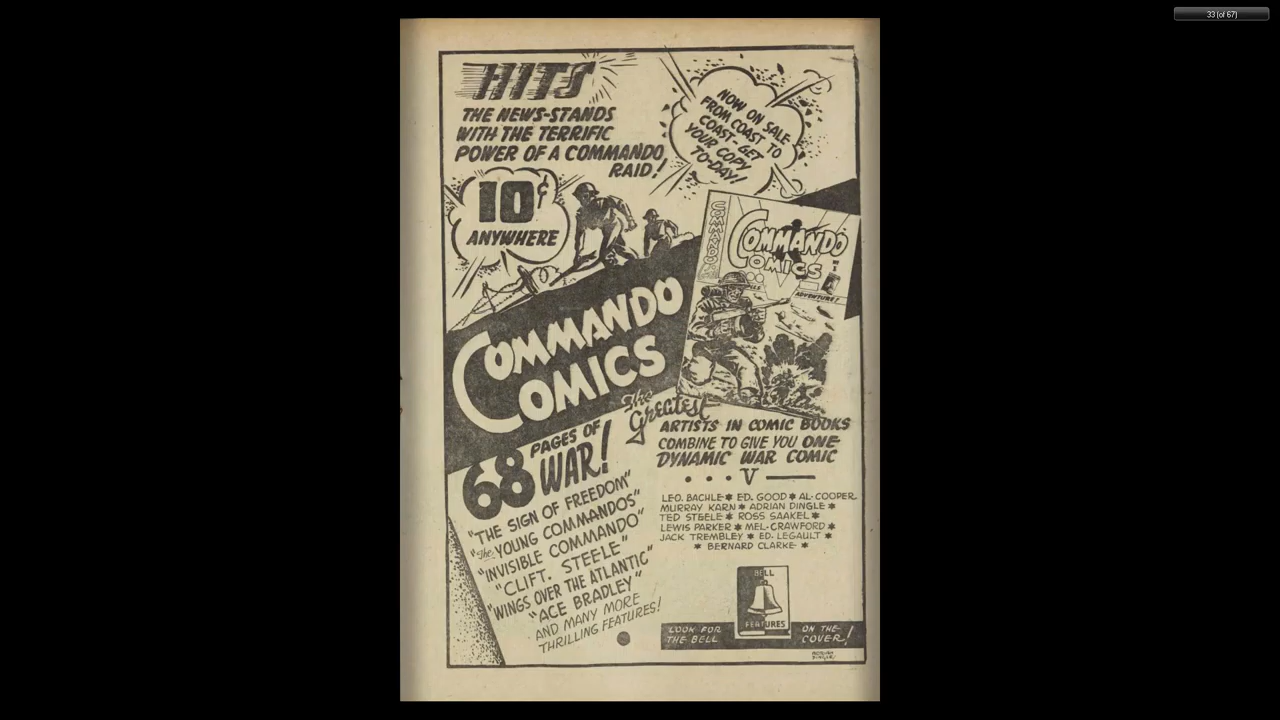 33 (of 67)
HITS
THE NEWS-STANDS
WITH THE TERRIFIC
POWER OF A COMMANDO
RAID!
NOW ON SALE-
FROM COAST TO
COAST-GET
YOUR COPY
TO-DAY!
10¢
ANYWHERE
COMMANDO
COMICS
COMMANDO
COMMANDO
COMICS
ADVENTURE!
68 PAGES OF
WAR!
"THE SIGN OF FREEDOM"
"The YOUNG COMMANDOS"
"INVISIBLE COMMANDO"
"CLIFT. STEELE"
"WINGS OVER THE ATLANTIC"
"ACE BRADLEY"
AND MANY MORE
THRILLING FEATURES!
The
Greatest
ARTISTS IN COMIC BOOKS
COMBINE TO GIVE YOU ONE-
DYNAMIC WAR COMIC
• • • V —
LEO. BACHLE * ED. GOOD * AL-COOPER
MURRAY KARN * ADRIAN DINGLE *
TED STEELE * ROSS SAAKEL *
LEWIS PARKER * MEL-CRAWFORD *
JACK TREMBLEY * ED. LEGAULT *
* BERNARD CLARKE *
BELL
FEATURES
LOOK FOR
THE BELL
ON THE
COVER!
ADRIAN
DINGLE